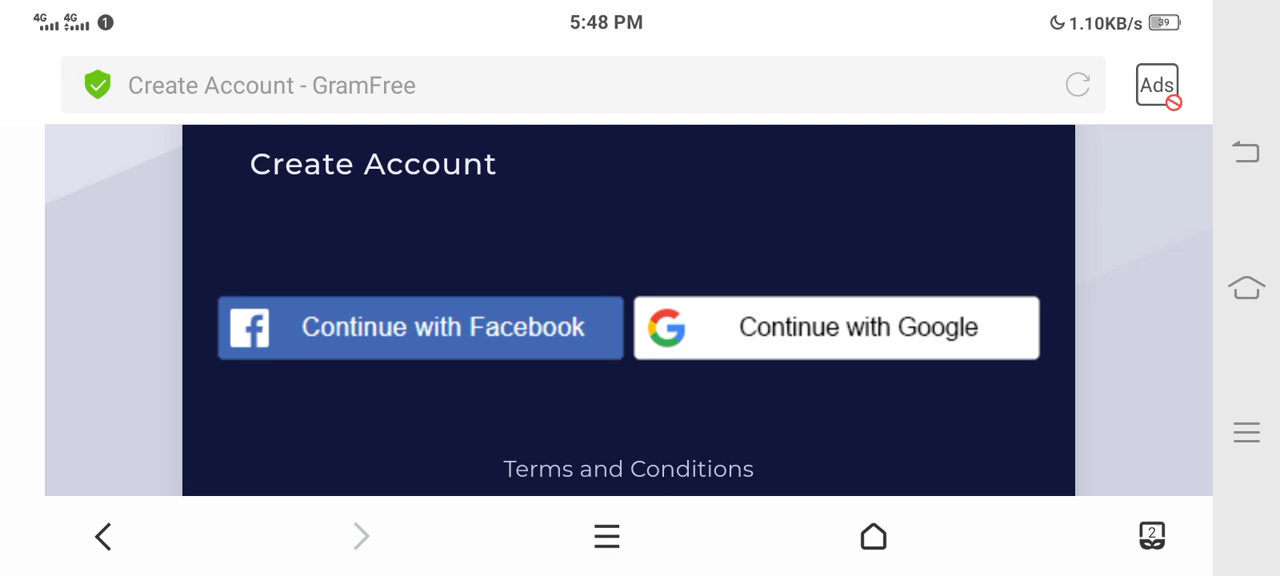 4G 4G 1 5:48 PM 1.10KB/s 39
Create Account - GramFree Ads
Create Account
Continue with Facebook Continue with Google
Terms and Conditions
2